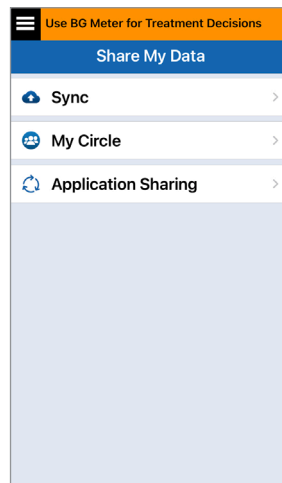 Use BG Meter for Treatment Decisions
Share My Data
Sync
My Circle
Application Sharing